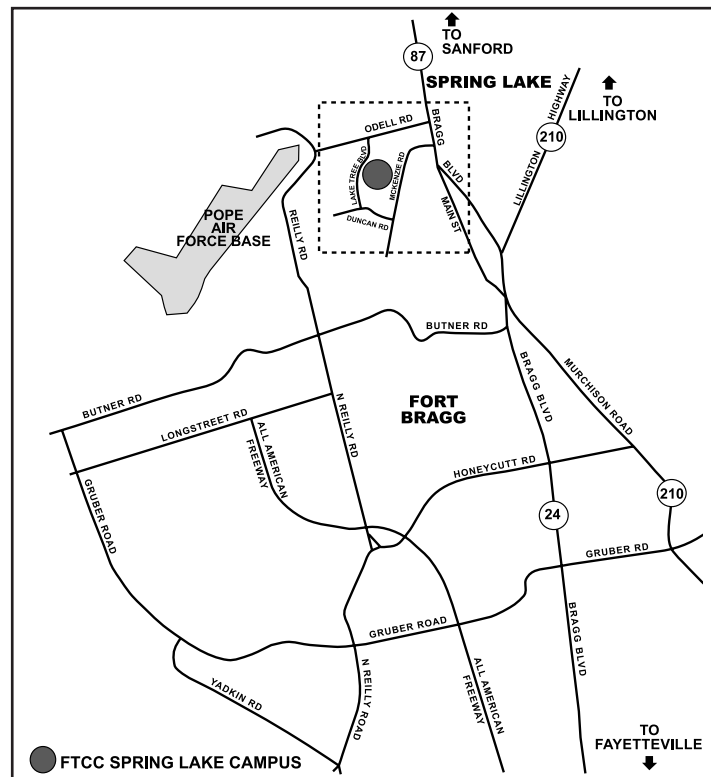 TO
SANFORD
87
SPRING LAKE
TO
LILLINGTON
LILLINGTON HIGHWAY
210
ODELL RD
BRAGG BLVD
LAKE TREE BLVD
MCKENZIE RD
DUNCAN RD
MAIN ST
POPE
AIR
FORCE BASE
REILLY RD
BUTNER RD
BRAGG BLVD
MURCHISON ROAD
FORT
BRAGG
N REILLY RD
BUTNER RD
LONGSTREET RD
ALL AMERICAN
FREEWAY
HONEYCUTT RD
GRUBER ROAD
24
210
GRUBER RD
GRUBER ROAD
BRAGG BLVD
N REILLY ROAD
ALL AMERICAN
FREEWAY
YADKIN RD
TO
FAYETTEVILLE
FTCC SPRING LAKE CAMPUS